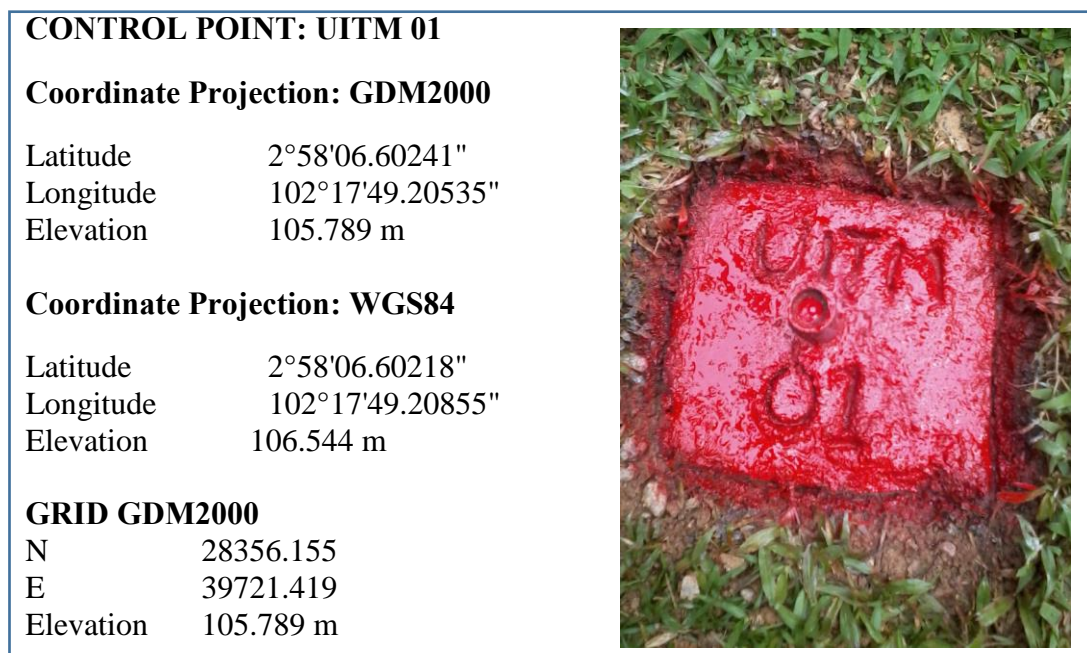 CONTROL POINT: UITM 01
Coordinate Projection: GDM2000
Latitude 2°58'06.60241"
Longitude 102°17'49.20535"
Elevation 105.789 m
Coordinate Projection: WGS84
Latitude 2°58'06.60218"
Longitude 102°17'49.20855"
Elevation 106.544 m
GRID GDM2000
N 28356.155
E 39721.419
Elevation 105.789 m
UITM
01